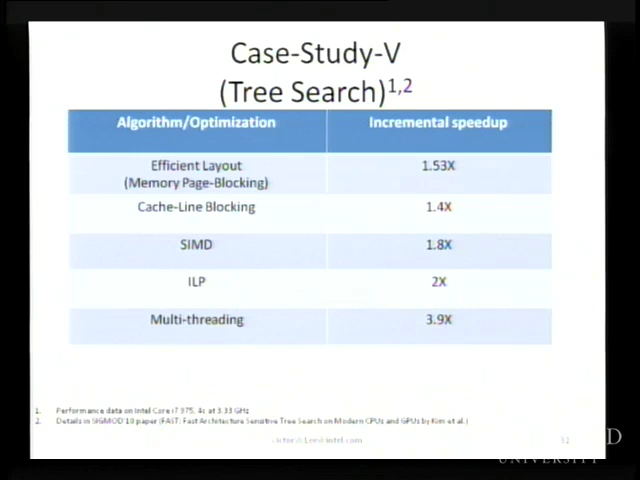 Case-Study-V
(Tree Search)1,2
Algorithm/Optimization Incremental speedup
Efficient Layout
(Memory Page-Blocking) 1.53X
Cache-Line Blocking 1.4X
SIMD 1.8X
ILP 2X
Multi-threading 3.9X
1. Performance data on Intel Core i7 975, 4c at 3.33 GHz
2. Details in SIGMOD'10 paper (FAST: Fast Architecture Sensitive Tree Search on Modern CPUs and GPUs by Kim et al.)
32
UNIVERSITY